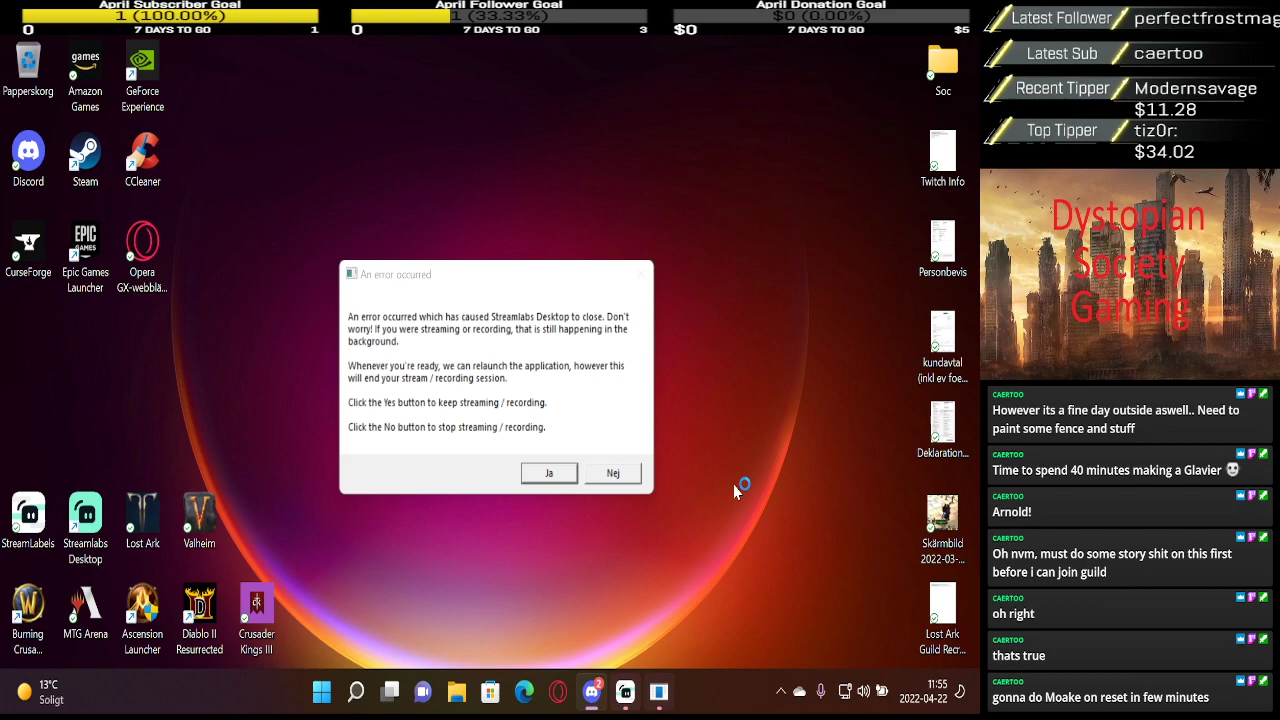 April Subscriber Goal
1 (100.00%)
0 7 DAYS TO GO 1
April Follower Goal
1 (33.33%)
0 7 DAYS TO GO 3
April Donation Goal
$0 (0.00%)
$0 7 DAYS TO GO $5
Latest Follower perfectfrostmag
Latest Sub caertoo
Recent Tipper Modernsavage
$11.28
Top Tipper tiz0r:
$34.02
Dystopian
Society
Gaming
Papperskorg
games
Amazon
Games
GeForce
Experience
Discord
Steam
CCleaner
CurseForge
EPIC
GAMES
Epic Games
Launcher
Opera
GX-webblä...
StreamLabels
Streamlabs
Desktop
Lost Ark
Valheim
Burning
Crusa...
MTG Arena
Ascension
Launcher
Diablo II
Resurrected
Crusader
Kings III
An error occurred
An error occurred which has caused Streamlabs Desktop to close. Don't
worry! If you were streaming or recording, that is still happening in the
background.
Whenever you're ready, we can relaunch the application, however this
will end your stream / recording session.
Click the Yes button to keep streaming / recording.
Click the No button to stop streaming / recording.
Ja
Nej
Soc
Twitch Info
Personbevis
kundavtal
(inkl ev foe...
Deklaration...
Skärmbild
2022-03-...
Lost Ark
Guild Recr...
CAERTOO
However its a fine day outside aswell.. Need to
paint some fence and stuff
CAERTOO
Time to spend 40 minutes making a Glavier
CAERTOO
Arnold!
CAERTOO
Oh nvm, must do some story shit on this first
before i can join guild
CAERTOO
oh right
CAERTOO
thats true
CAERTOO
gonna do Moake on reset in few minutes
13°C
Soligt
2
11:55
2022-04-22